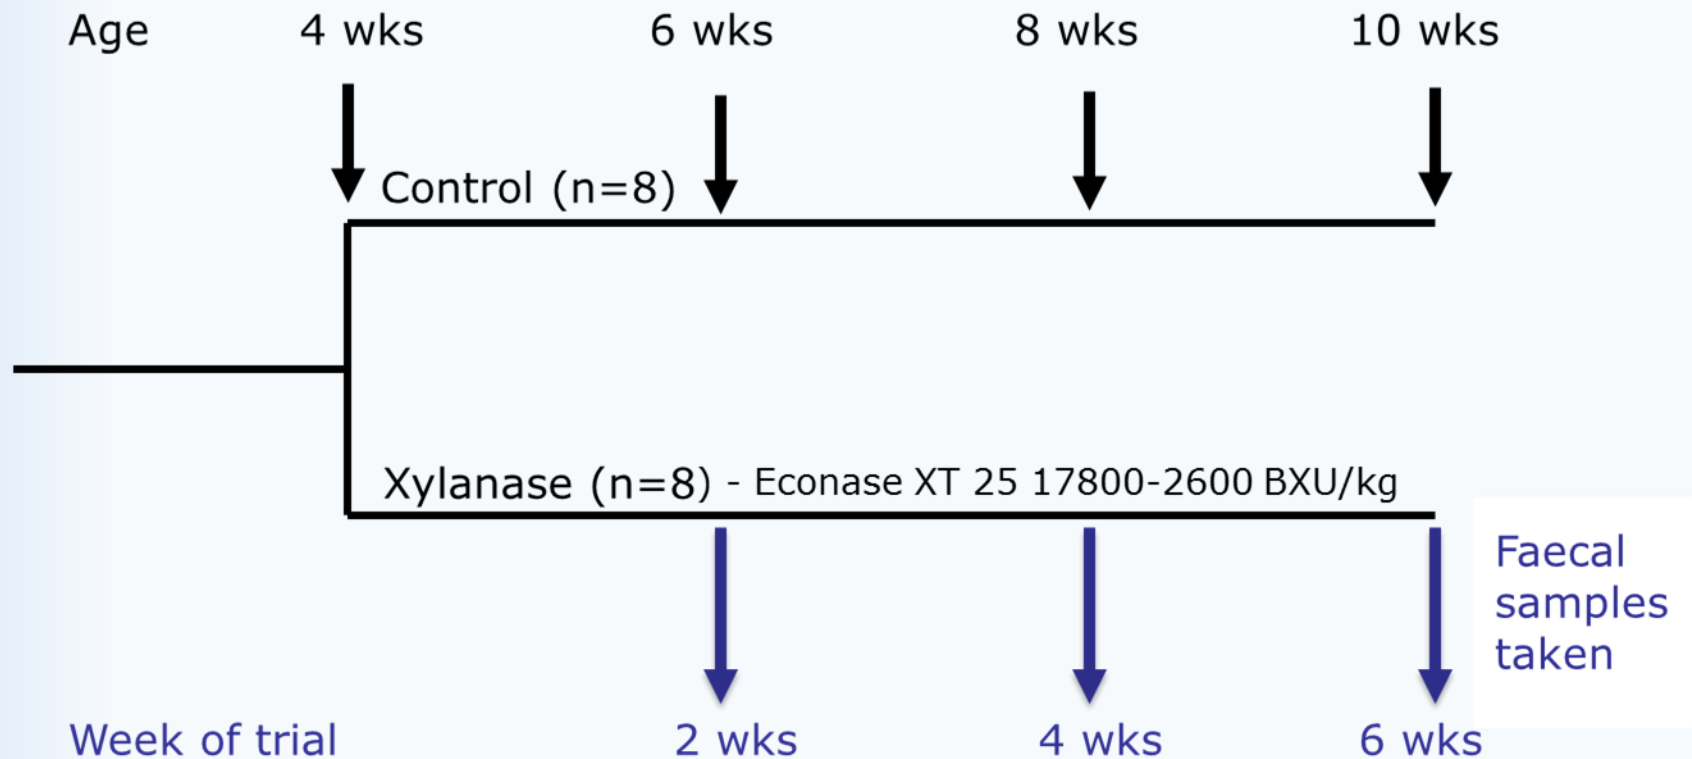 Age 4 wks 6 wks 8 wks 10 wks
Control (n=8)
Xylanase (n=8) - Econase XT 25 17800-2600 BXU/kg
Faecal
samples
taken
Week of trial 2 wks 4 wks 6 wks